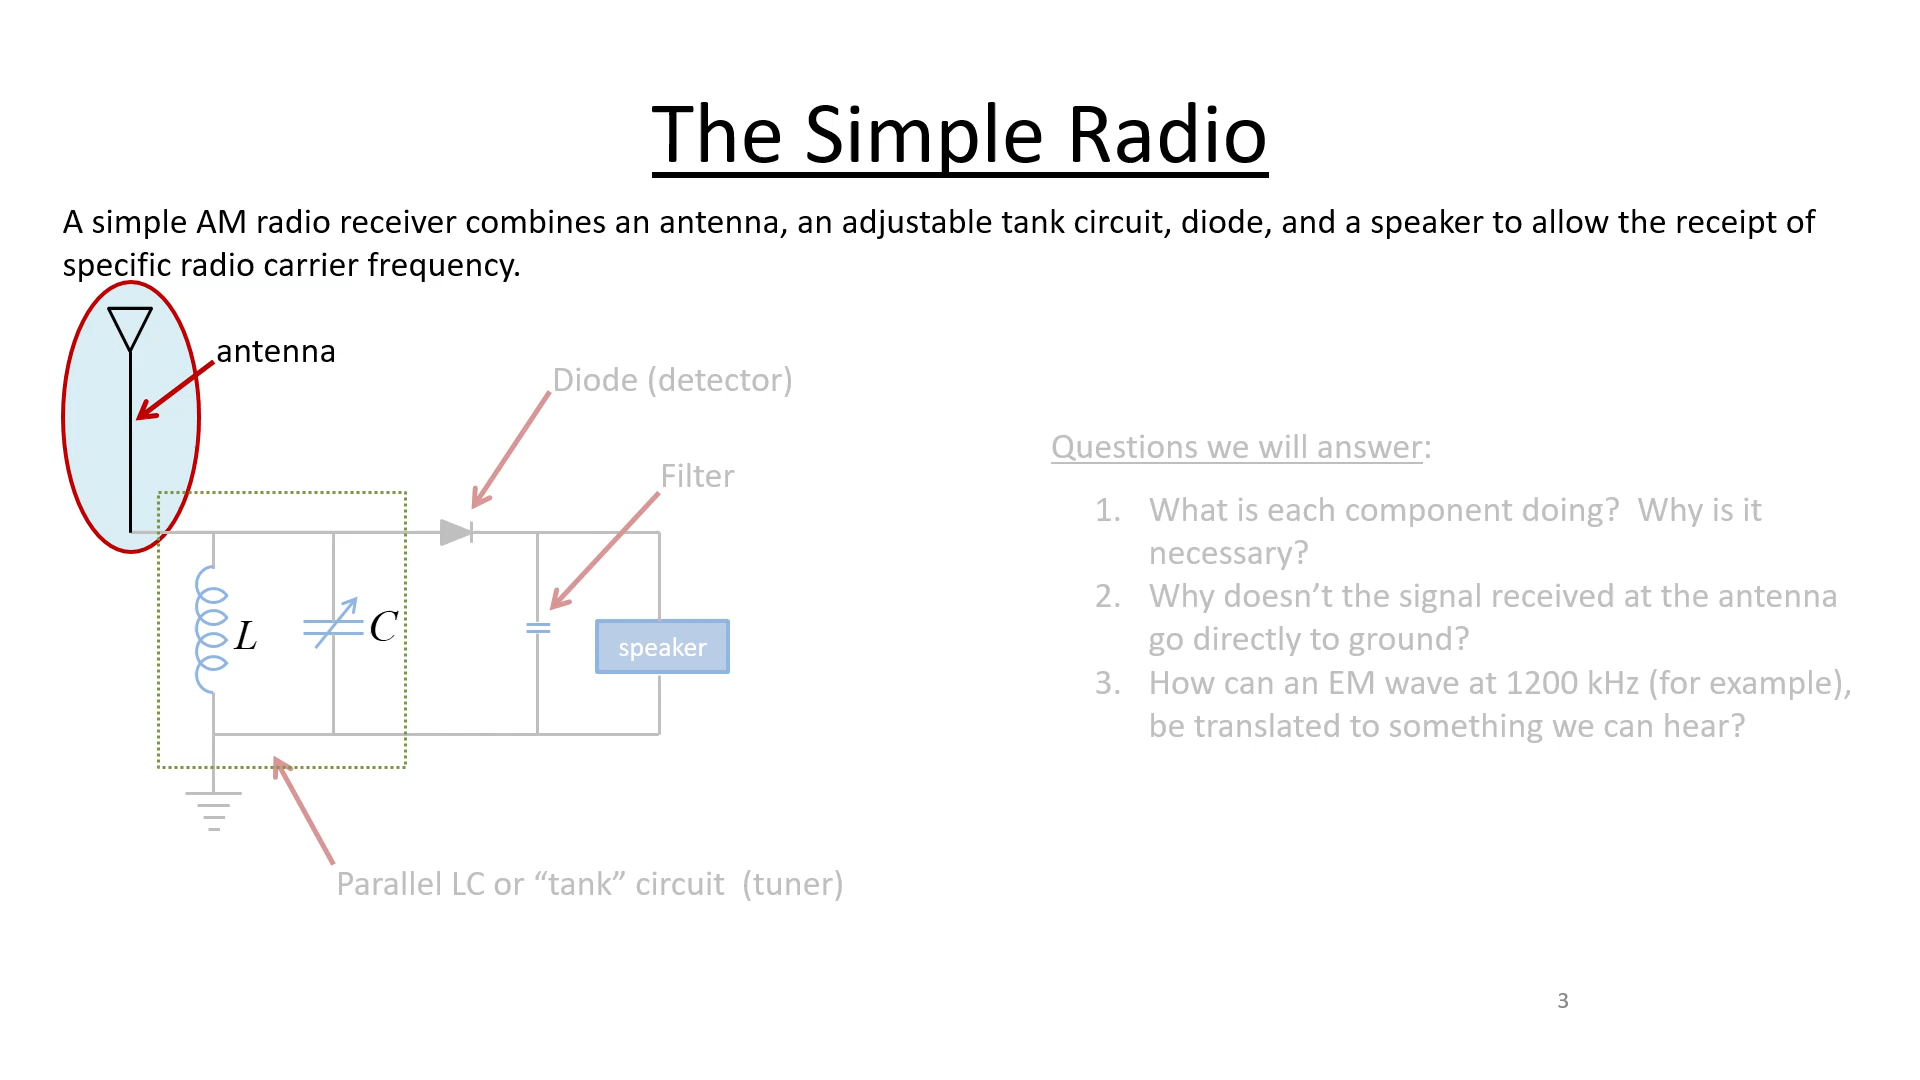 The Simple Radio
A simple AM radio receiver combines an antenna, an adjustable tank circuit, diode, and a speaker to allow the receipt of
specific radio carrier frequency.
antenna
Diode (detector)
Filter
L
C
speaker
Parallel LC or “tank” circuit  (tuner)
Questions we will answer:
1. What is each component doing?  Why is it
necessary?
2. Why doesn’t the signal received at the antenna
go directly to ground?
3. How can an EM wave at 1200 kHz (for example),
be translated to something we can hear?
3